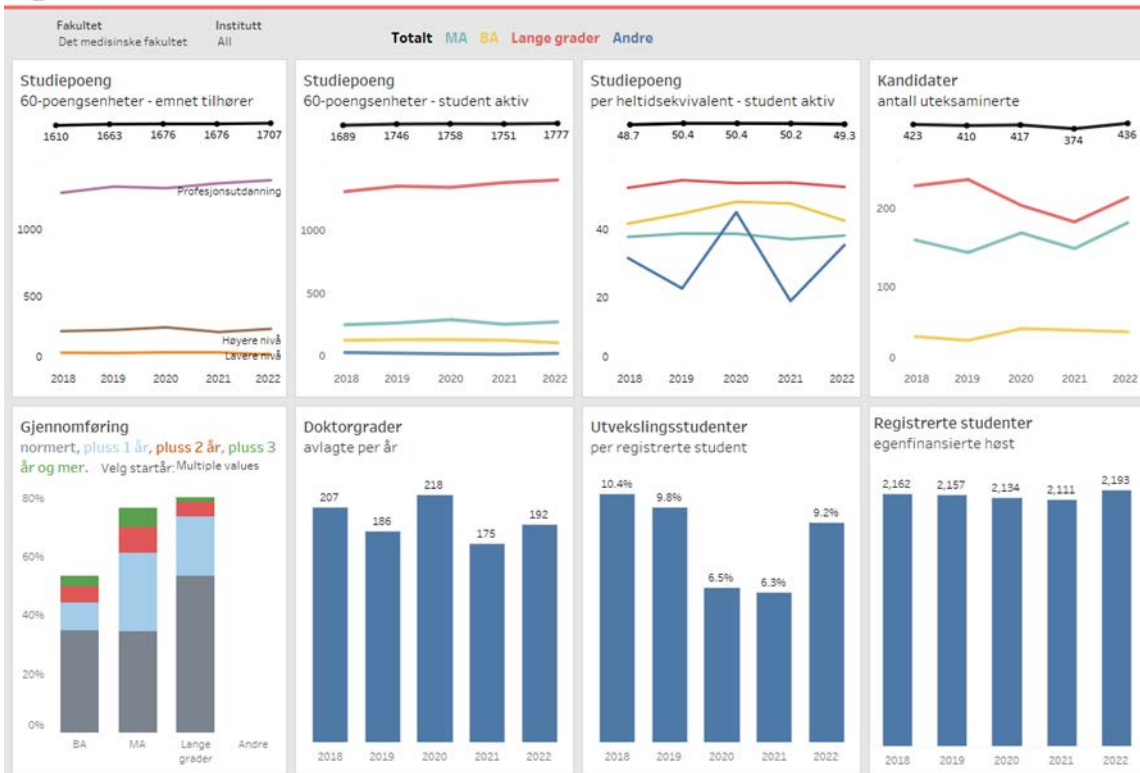 Fakultet
Institutt
Det medisinske fakultet
All
Totalt MA BA Lange grader Andre
Studiepoeng
60-poengsenheter - emnet tilhører
1610 1663 1676 1676 1707
Profesjonsutdanning
1000
500
Høyere nivå
Lavere nivå
0
2018 2019 2020 2021 2022
Studiepoeng
60-poengsenheter - student aktiv
1689 1746 1758 1751 1777
1000
500
0
2018 2019 2020 2021 2022
Studiepoeng
per heltidsekvivalent - student aktiv
48.7 50.4 50.4 50.2 49.3
40
20
0
2018 2019 2020 2021 2022
Kandidater
antall uteksaminerte
423 410 417 374 436
200
100
0
2018 2019 2020 2021 2022
Gjennomføring
normert, pluss 1 år, pluss 2 år, pluss 3
år og mer. Velg startår: Multiple values
80%
60%
40%
20%
0%
BA MA Lange Andre
grader
Doktorgrader
avlagte per år
207 186 218 175 192
2018 2019 2020 2021 2022
Utvekslingsstudenter
per registrerte student
10.4% 9.8% 6.5% 6.3% 9.2%
2018 2019 2020 2021 2022
Registrerte studenter
egenfinansierte høst
2,162 2,157 2,134 2,111 2,193
2018 2019 2020 2021 2022